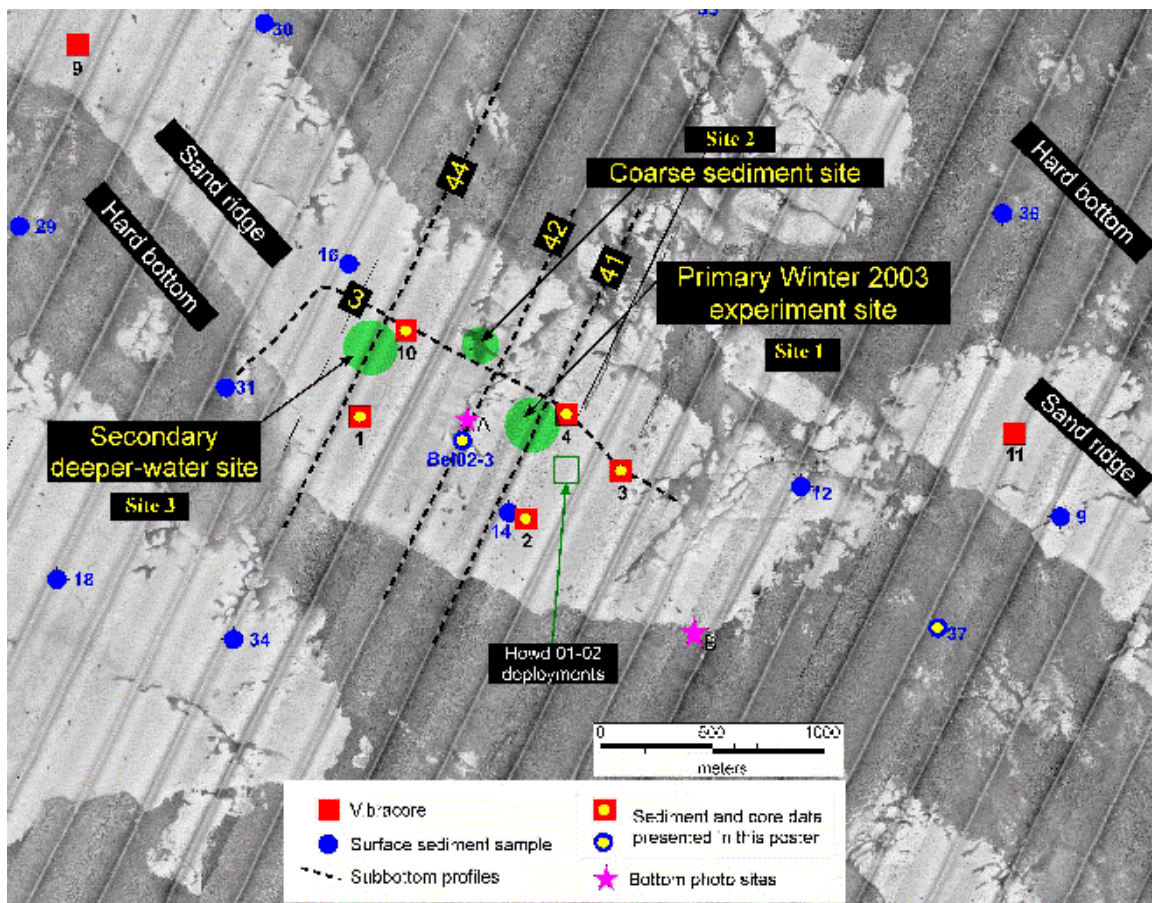 30
9
Site 2
Coarse sediment site
44
Sand ridge
Hard bottom
Hard bottom
36
29
42
16
41
Primary Winter 2003
experiment site
Site 1
3
10
31
Secondary
deeper-water site
Site 3
1
A
Bel02-3
4
Sand ridge
11
3
12
14
2
9
18
34
37
B
Howd 01-02
deployments
0 500 1000
meters
Vibracore
Surface sediment sample
Subbottom profiles
Sediment and core data
presented in this poster
Bottom photo sites